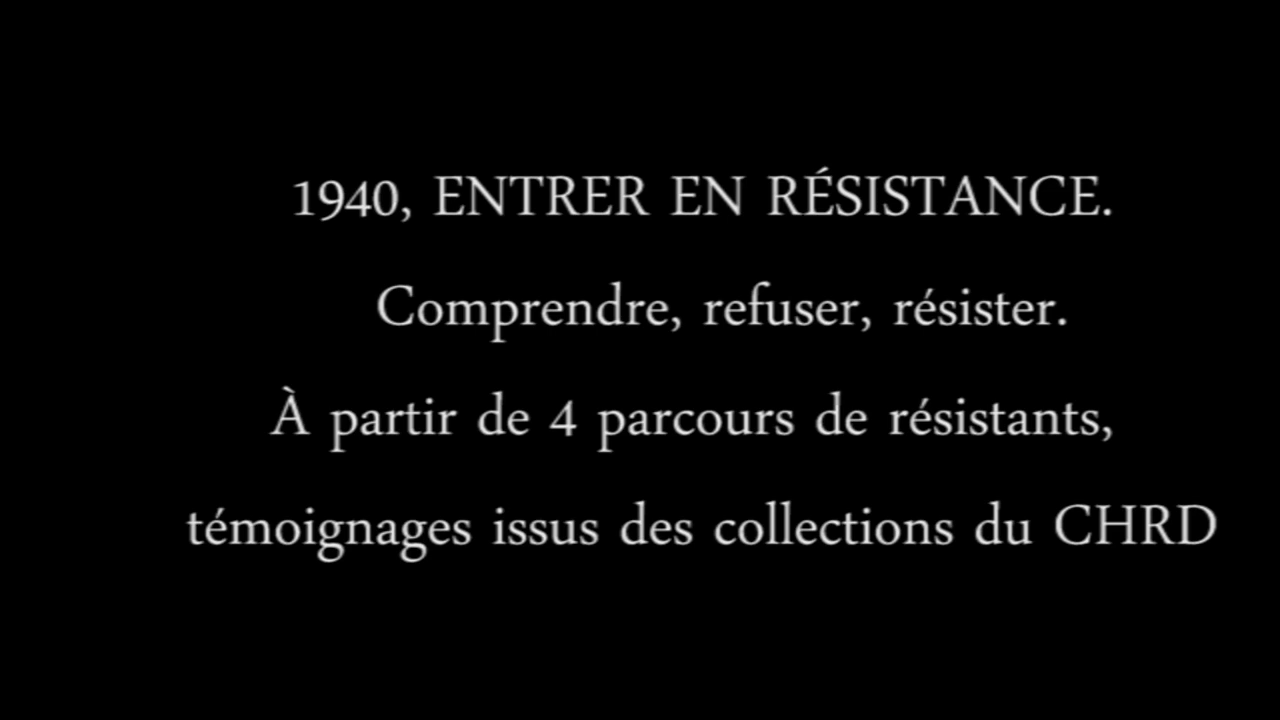 1940, ENTRER EN RÉSISTANCE.
Comprendre, refuser, résister.
À partir de 4 parcours de résistants,
témoignages issus des collections du CHRD